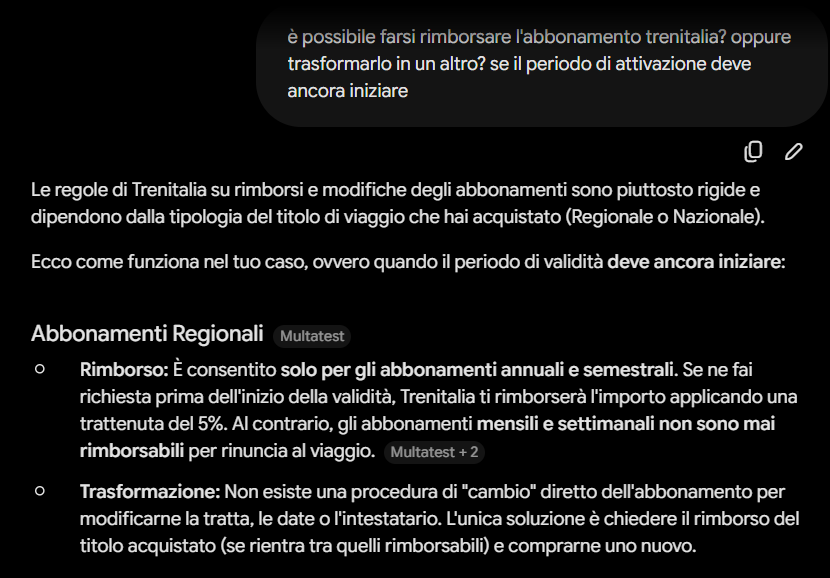 è possibile farsi rimborsare l'abbonamento trenitalia? oppure
trasformarlo in un altro? se il periodo di attivazione deve
ancora iniziare
Le regole di Trenitalia su rimborsi e modifiche degli abbonamenti sono piuttosto rigide e
dipendono dalla tipologia del titolo di viaggio che hai acquistato (Regionale o Nazionale).
Ecco come funziona nel tuo caso, ovvero quando il periodo di validità deve ancora iniziare:
Abbonamenti Regionali Multatest
Rimborso: È consentito solo per gli abbonamenti annuali e semestrali. Se ne fai
richiesta prima dell'inizio della validità, Trenitalia ti rimborserà l'importo applicando una
trattenuta del 5%. Al contrario, gli abbonamenti mensili e settimanali non sono mai
rimborsabili per rinuncia al viaggio. Multatest + 2
Trasformazione: Non esiste una procedura di "cambio" diretto dell'abbonamento per
modificarne la tratta, le date o l'intestatario. L'unica soluzione è chiedere il rimborso del
titolo acquistato (se rientra tra quelli rimborsabili) e comprarne uno nuovo.